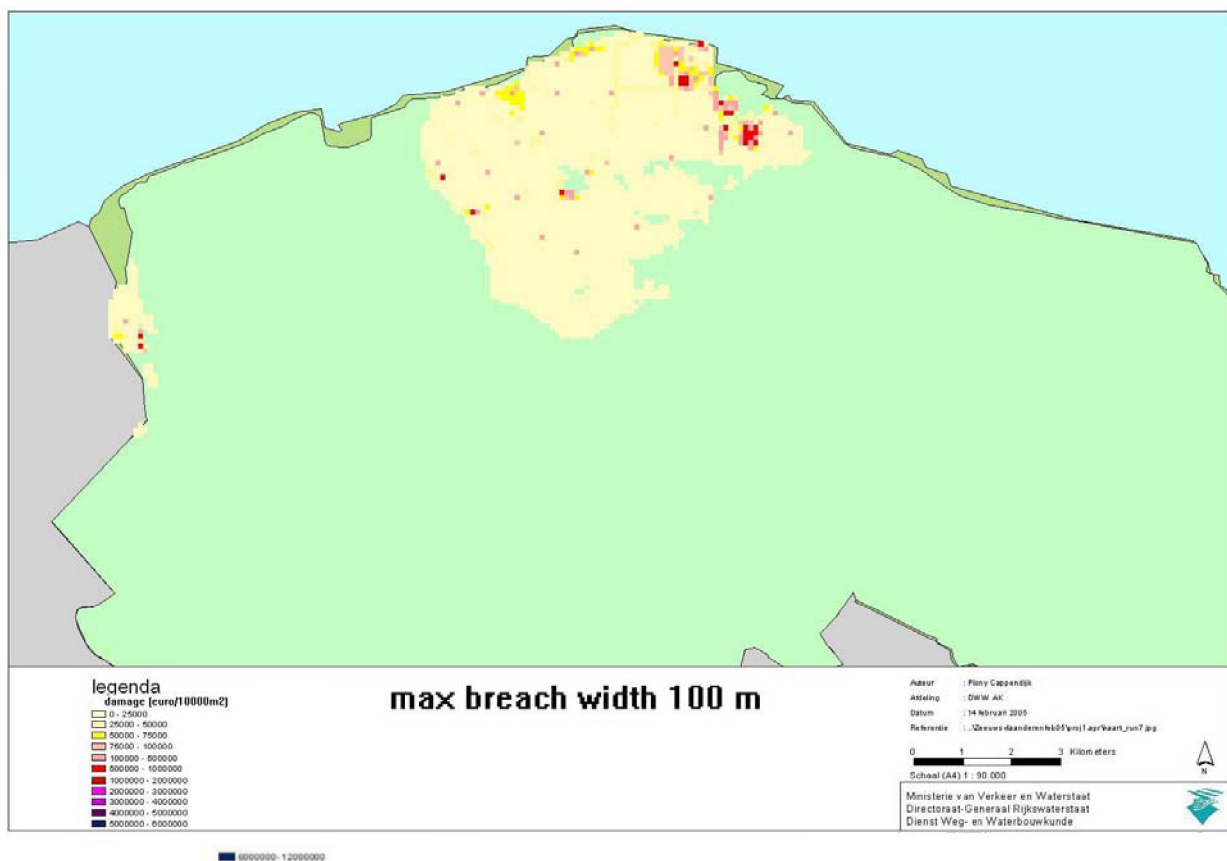 legenda
damage (euro/10000m2)
0 - 25000
25000 - 50000
50000 - 75000
75000 - 100000
100000 - 500000
500000 - 1000000
1000000 - 2000000
2000000 - 3000000
3000000 - 4000000
4000000 - 5000000
5000000 - 6000000
6000000 - 12000000
max breach width 100 m
Auteur : Plony Cappendijk
Afdeling : DWW AK
Datum : 14 februari 2005
Referentie
0 1 2 3 Kilometers
Schaal (A4) 1 : 90.000
N
Ministerie van Verkeer en Waterstaat
Directoraat-Generaal Rijkswaterstaat
Dienst Weg- en Waterbouwkunde